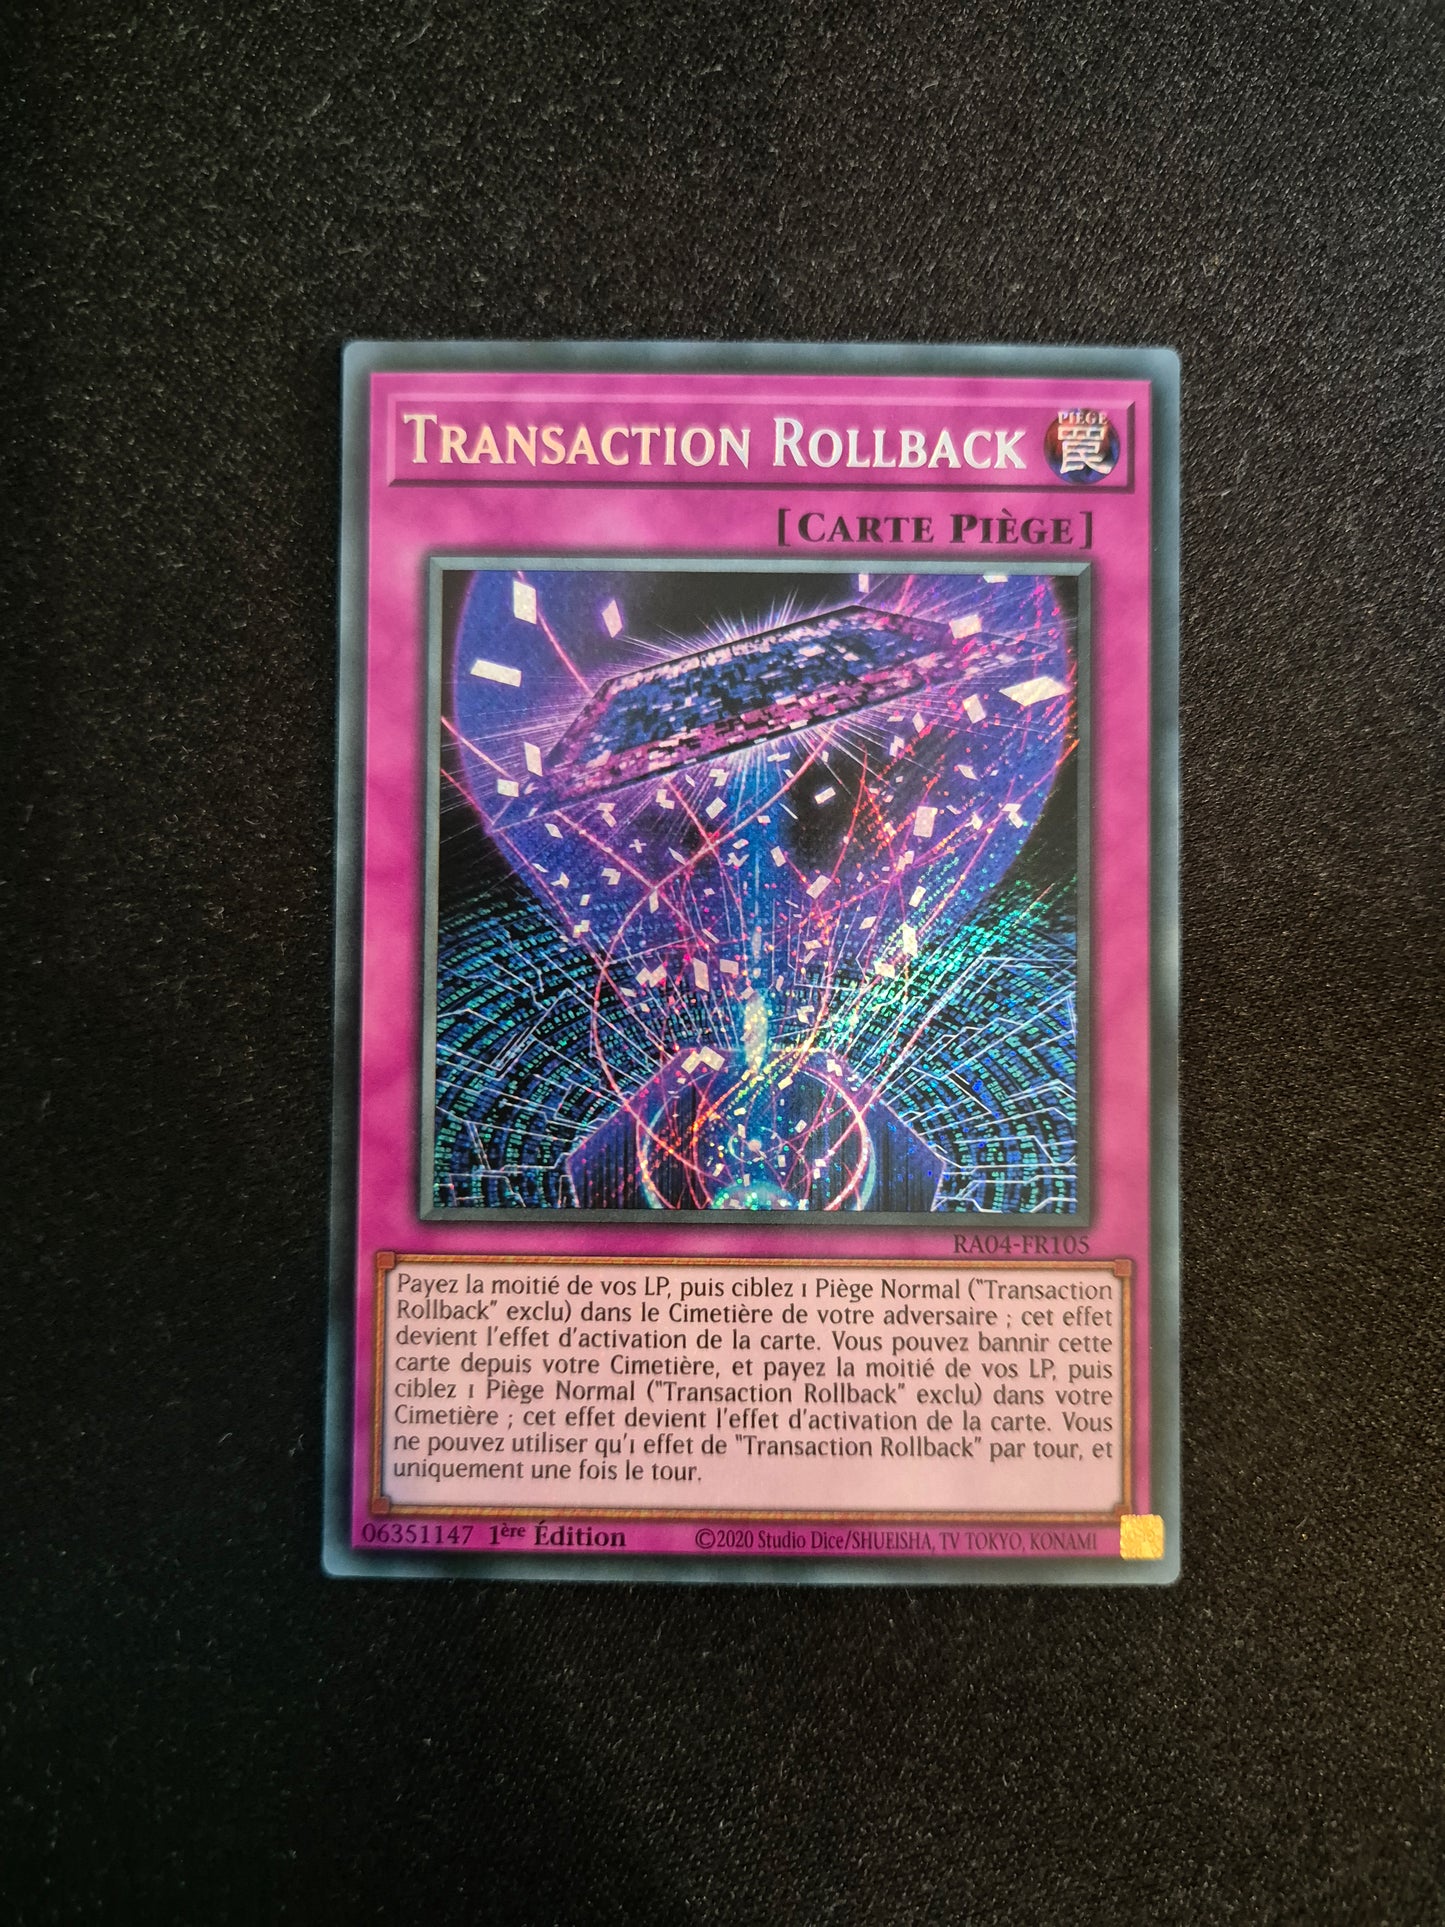 TRANSACTION ROLLBACK
PIÈGE
罠
[CARTE PIÈGE]
RA04-FR105
Payez la moitié de vos LP, puis ciblez 1 Piège Normal ("Transaction
Rollback" exclu) dans le Cimetière de votre adversaire ; cet effet
devient l'effet d'activation de la carte. Vous pouvez bannir cette
carte depuis votre Cimetière, et payez la moitié de vos LP, puis
ciblez 1 Piège Normal ("Transaction Rollback" exclu) dans votre
Cimetière ; cet effet devient l'effet d'activation de la carte. Vous
ne pouvez utiliser qu'1 effet de "Transaction Rollback" par tour, et
uniquement une fois le tour.
06351147 1ère Édition ©2020 Studio Dice/SHUEISHA, TV TOKYO, KONAMI